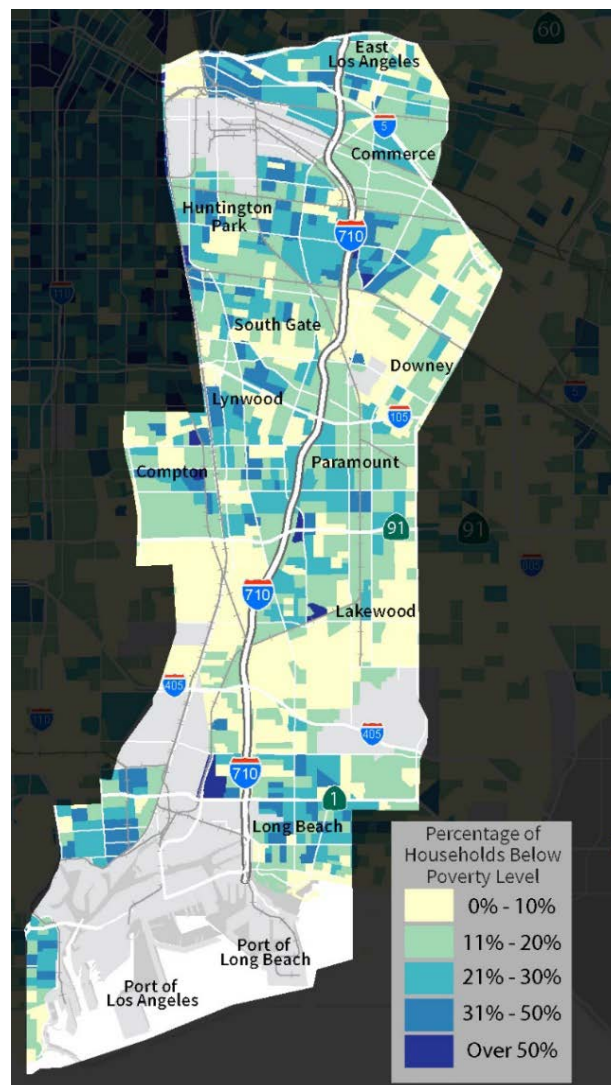 60
East
Los Angeles
5
Commerce
Huntington
Park
710
South Gate
Downey
Lynwood
105
Compton
Paramount
91
91
710
Lakewood
405
405
110
710
1
Long Beach
Port of
Long Beach
Port of
Los Angeles
Percentage of
Households Below
Poverty Level
0% - 10%
11% - 20%
21% - 30%
31% - 50%
Over 50%